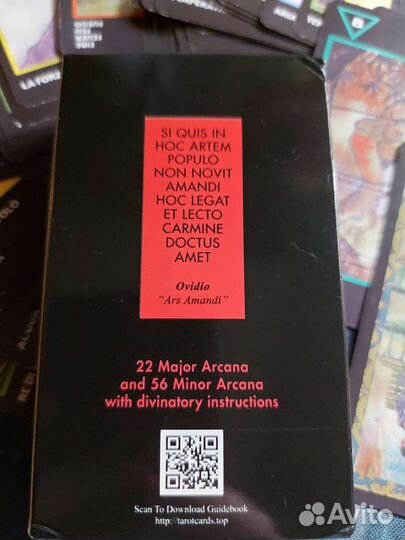 8
SI QUIS IN
HOC ARTEM
POPULO
NON NOVIT
AMANDI
HOC LEGAT
ET LECTO
CARMINE
DOCTUS
AMET
Ovidio
"Ars Amandi"
22 Major Arcana
and 56 Minor Arcana
with divinatory instructions
Scan To Download Guidebook
http://tarotcards.top
Avito